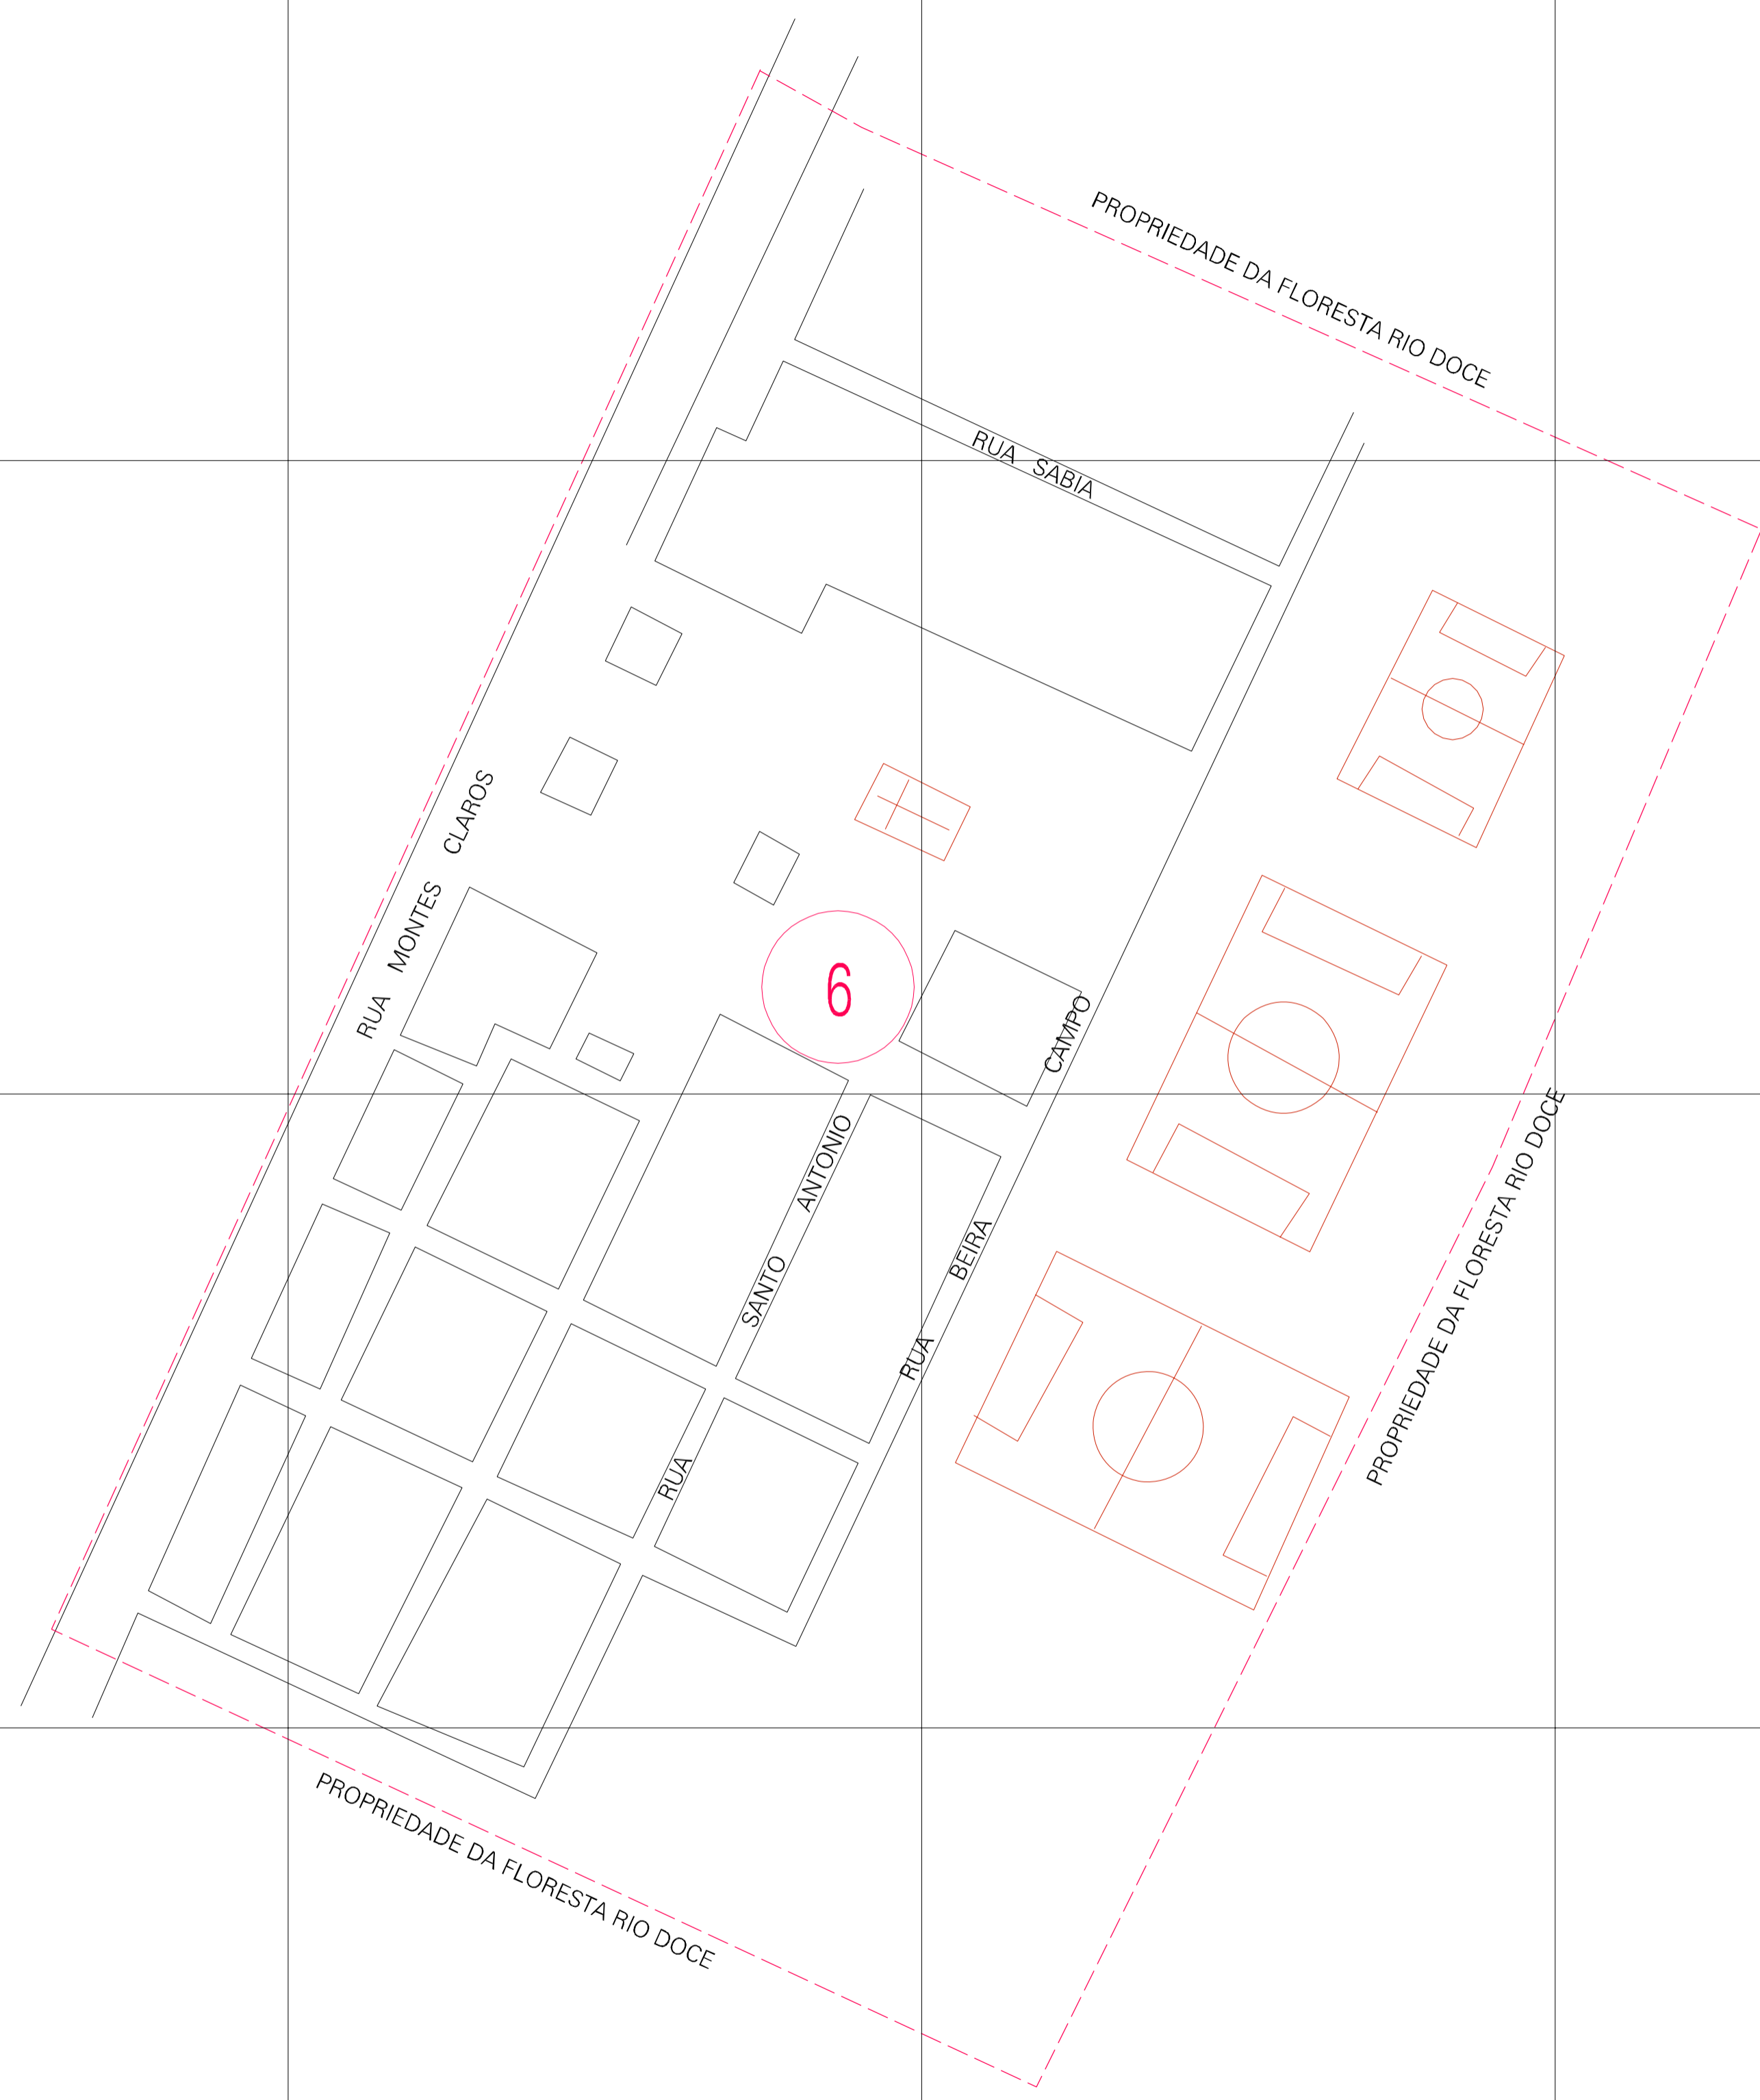 PROPRIEDADE DA FLORESTA RIO DOCE
RUA SABIA
RUA MONTES CLAROS
6
RUA BEIRA CAMPO
RUA SANTO ANTONIO
PROPRIEDADE DA FLORESTA RIO DOCE
PROPRIEDADE DA FLORESTA RIO DOCE